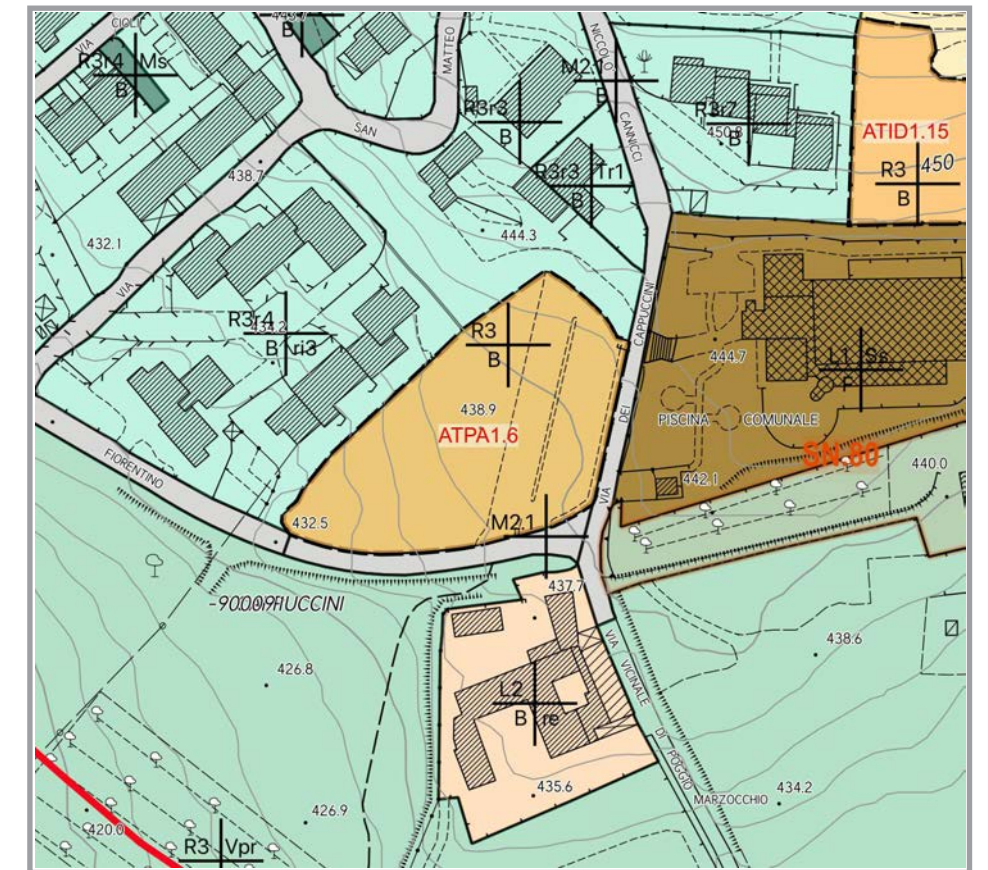 CIOLI
VIA
443.7
B
MATTEO
NICCOLO
R3r4 Ms
B
M2.1
B
CANNICCI
R3r3
B
SAN
R3r7
450.8
B
ATID1.15
R3
450
B
438.7
R3r3 Tr1
B
432.1
444.3
VIA
R3r4
B ri3
R3
B
CAPPUCCINI
444.7
L1 Ss
F
438.9
ATPA1.6
DEI
PISCINA COMUNALE
SN.80
440.0
FIORENTINO
442.1
VIA
432.5
M2.1
437.7
438.6
426.8
VIA VICINALE DI POGGIO
MARZOCCHIO
L2
B re
435.6
434.2
426.9
420.0
R3 Vpr